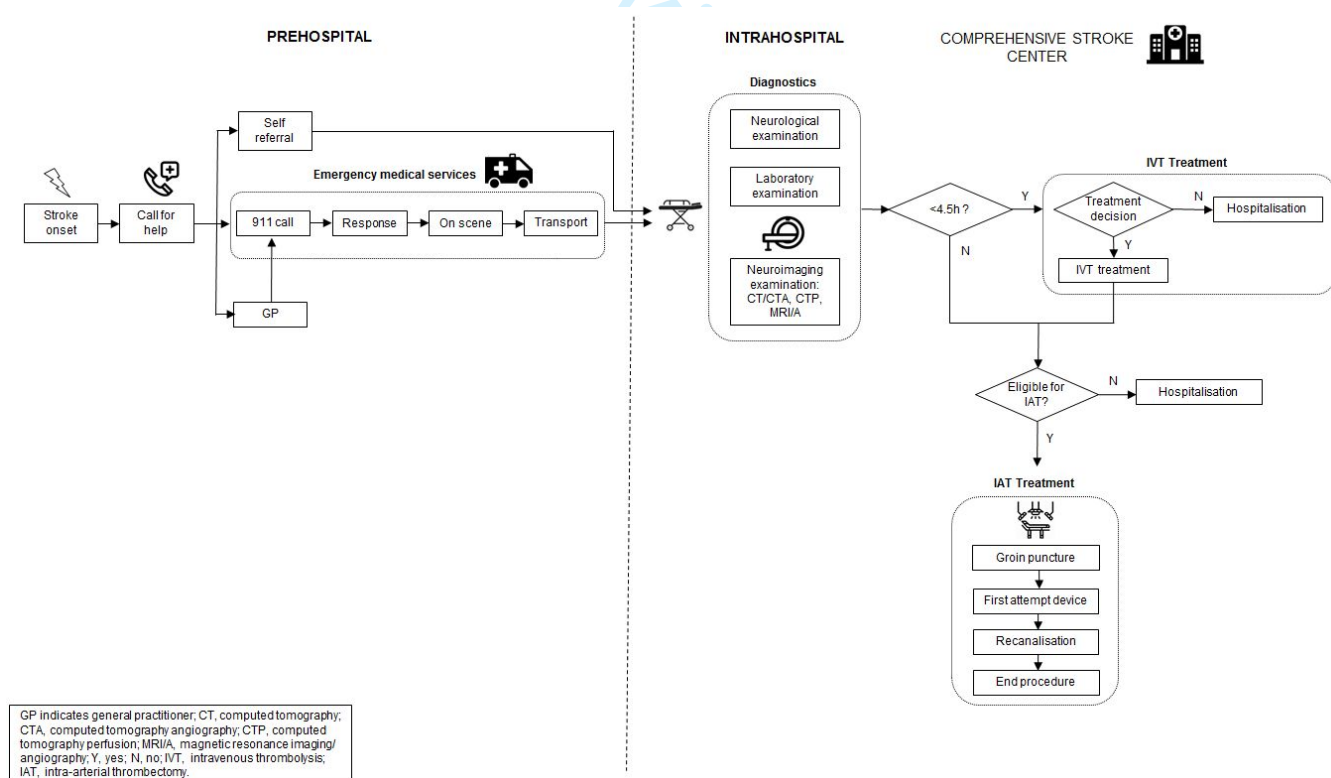 PREHOSPITAL
INTRAHOSPITAL
COMPREHENSIVE STROKE
CENTER
Stroke
onset
Call for
help
Self
referral
Emergency medical services
911 call
Response
On scene
Transport
GP
Diagnostics
Neurological
examination
Laboratory
examination
Neuroimaging
examination:
CT/CTA, CTP,
MRI/A
<4.5h?
Y
N
IVT Treatment
Treatment
decision
N
Hospitalisation
Y
IVT treatment
Eligible for
IAT?
N
Hospitalisation
Y
IAT Treatment
Groin puncture
First attempt device
Recanalisation
End procedure
GP indicates general practitioner; CT, computed tomography;
CTA, computed tomography angiography; CTP, computed
tomography perfusion; MRI/A, magnetic resonance imaging/
angiography; Y, yes; N, no; IVT, intravenous thrombolysis;
IAT, intra-arterial thrombectomy.